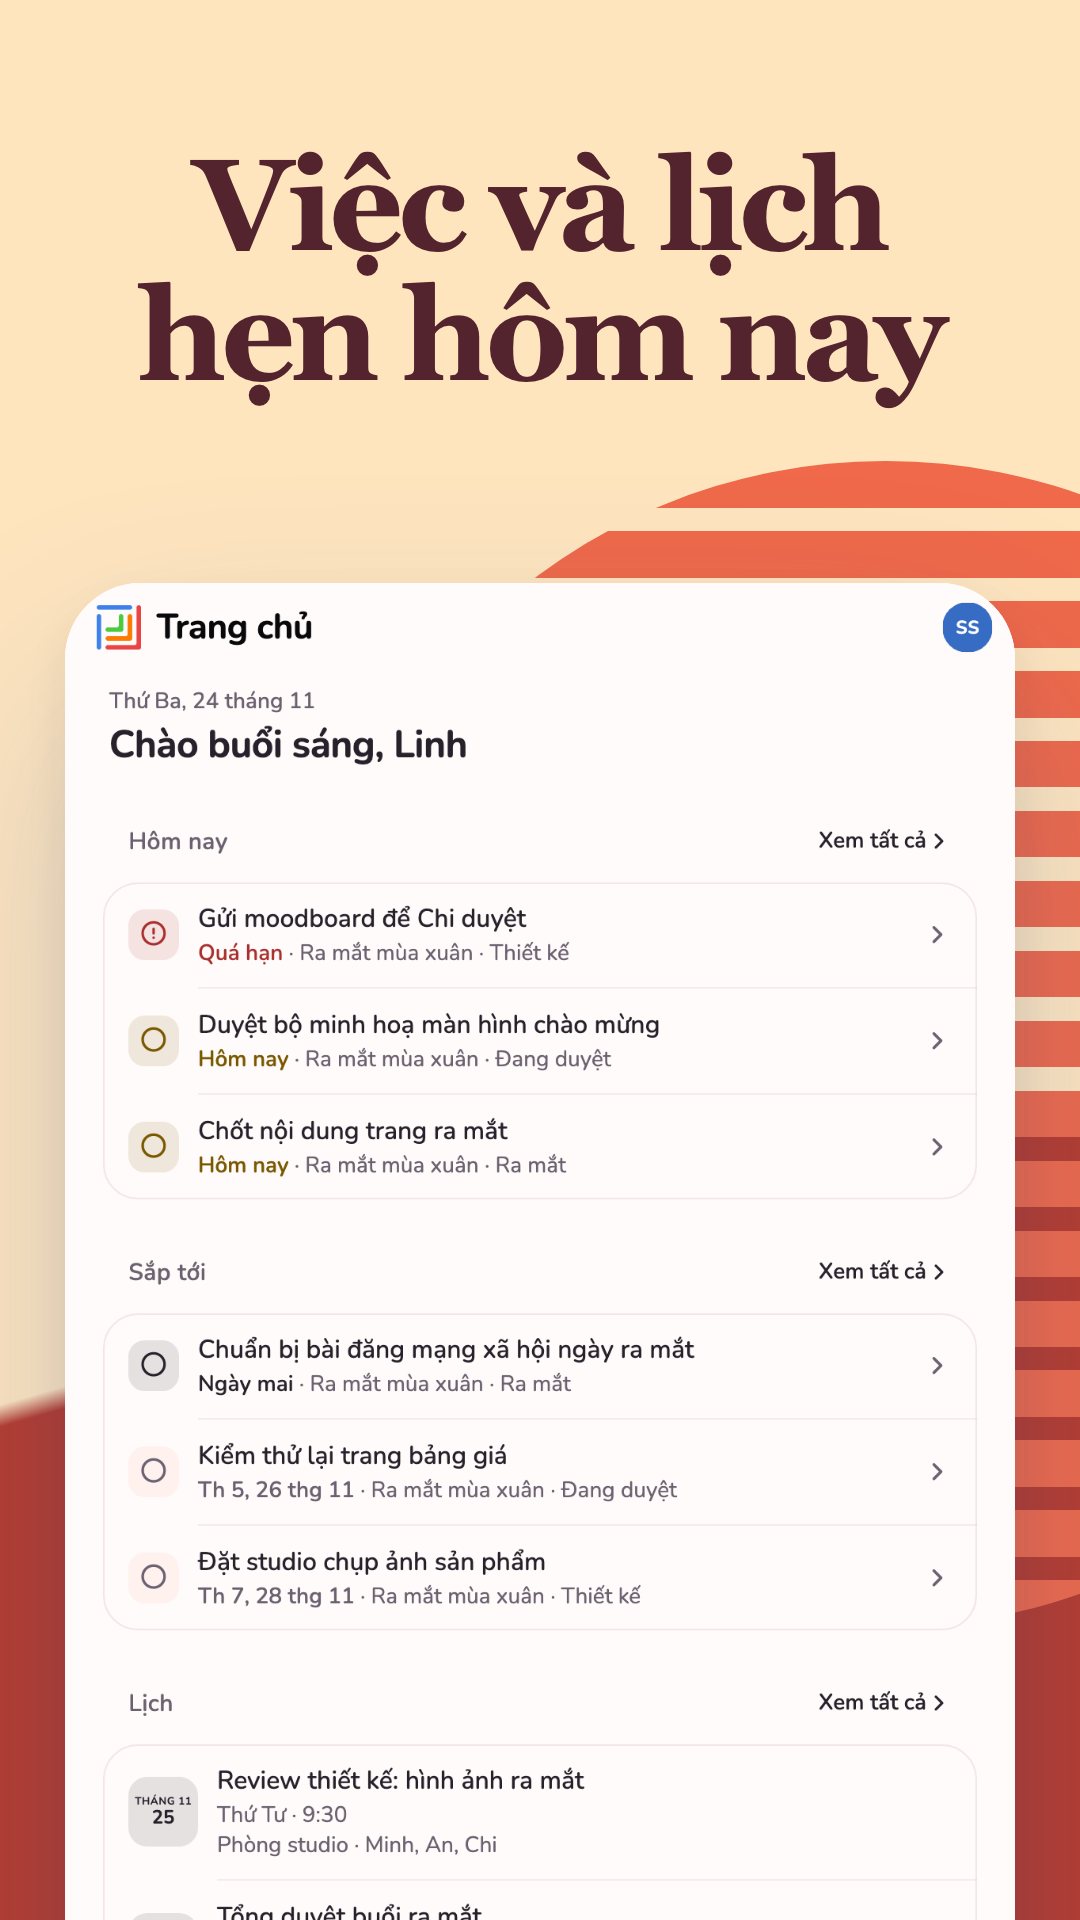 Việc và lịch
hẹn hôm nay
Trang chủ
SS
Thứ Ba, 24 tháng 11
Chào buổi sáng, Linh
Hôm nay
Xem tất cả
Gửi moodboard để Chi duyệt
Quá hạn · Ra mắt mùa xuân · Thiết kế
Duyệt bộ minh hoạ màn hình chào mừng
Hôm nay · Ra mắt mùa xuân · Đang duyệt
Chốt nội dung trang ra mắt
Hôm nay · Ra mắt mùa xuân · Ra mắt
Sắp tới
Xem tất cả
Chuẩn bị bài đăng mạng xã hội ngày ra mắt
Ngày mai · Ra mắt mùa xuân · Ra mắt
Kiểm thử lại trang bảng giá
Th 5, 26 thg 11 · Ra mắt mùa xuân · Đang duyệt
Đặt studio chụp ảnh sản phẩm
Th 7, 28 thg 11 · Ra mắt mùa xuân · Thiết kế
Lịch
Xem tất cả
THÁNG 11
25
Review thiết kế: hình ảnh ra mắt
Thứ Tư · 9:30
Phòng studio · Minh, An, Chi
Tổng duyệt buổi ra mắt